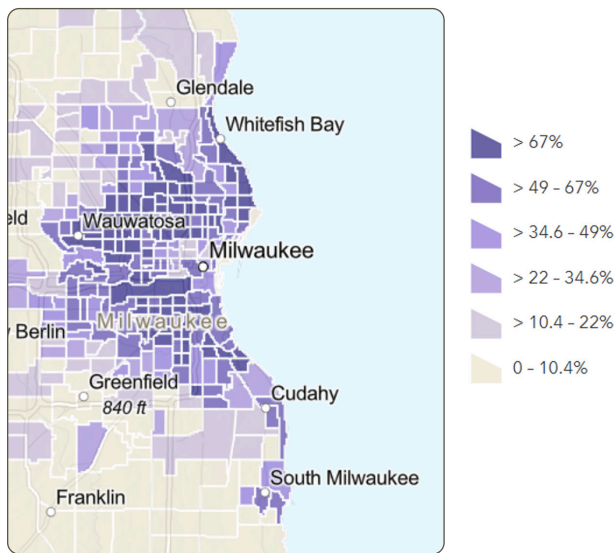 Glendale
Whitefish Bay
eld
Wauwatosa
Milwaukee
Milwaukee
w Berlin
Greenfield
840 ft
Cudahy
South Milwaukee
Franklin
> 67%
> 49 - 67%
> 34.6 - 49%
> 22 - 34.6%
> 10.4 - 22%
0 - 10.4%